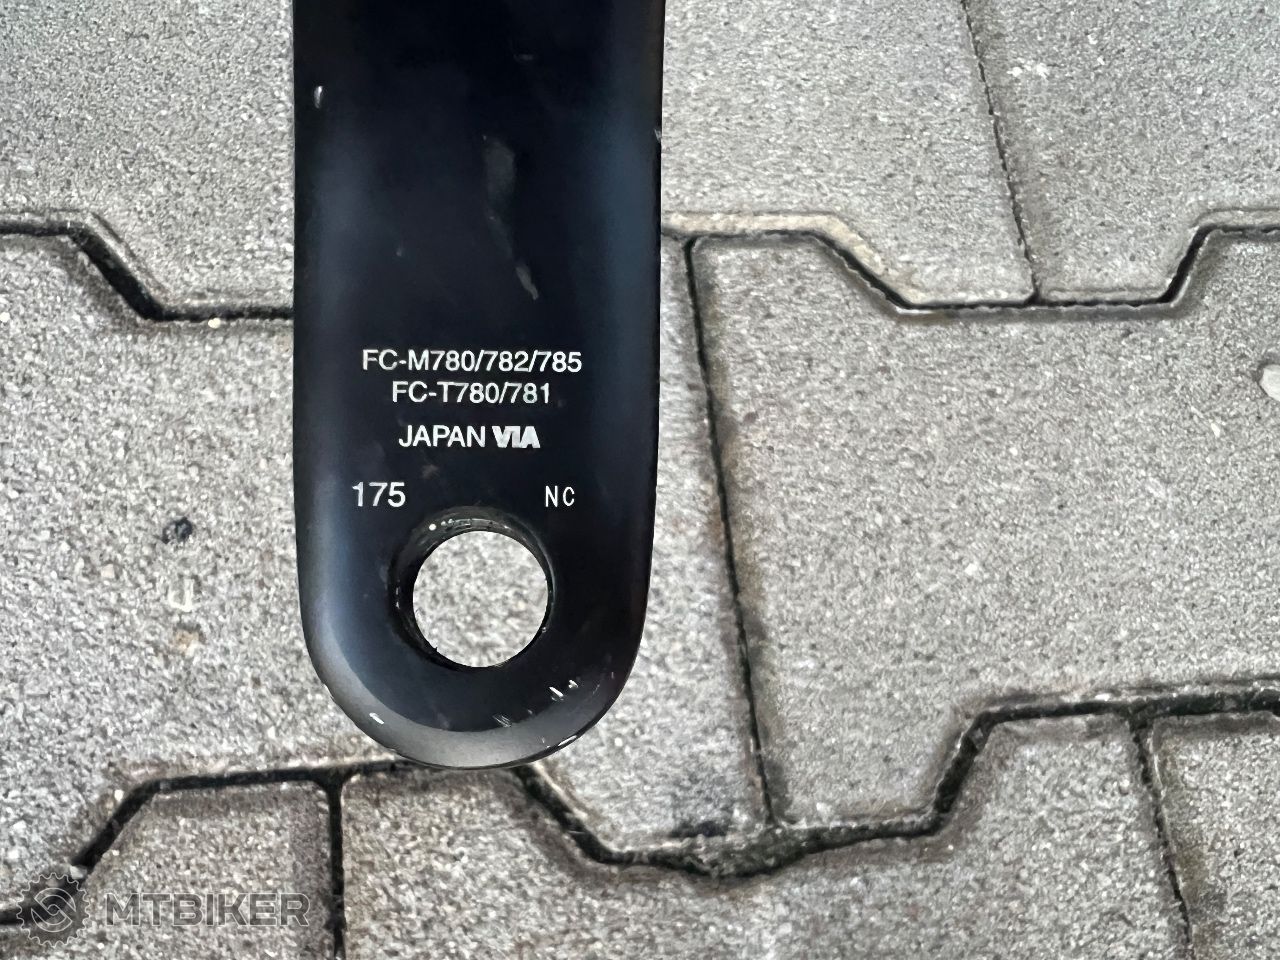 FC-M780/782/785
FC-T780/781
JAPAN VIA
175 NC
MTBIKER